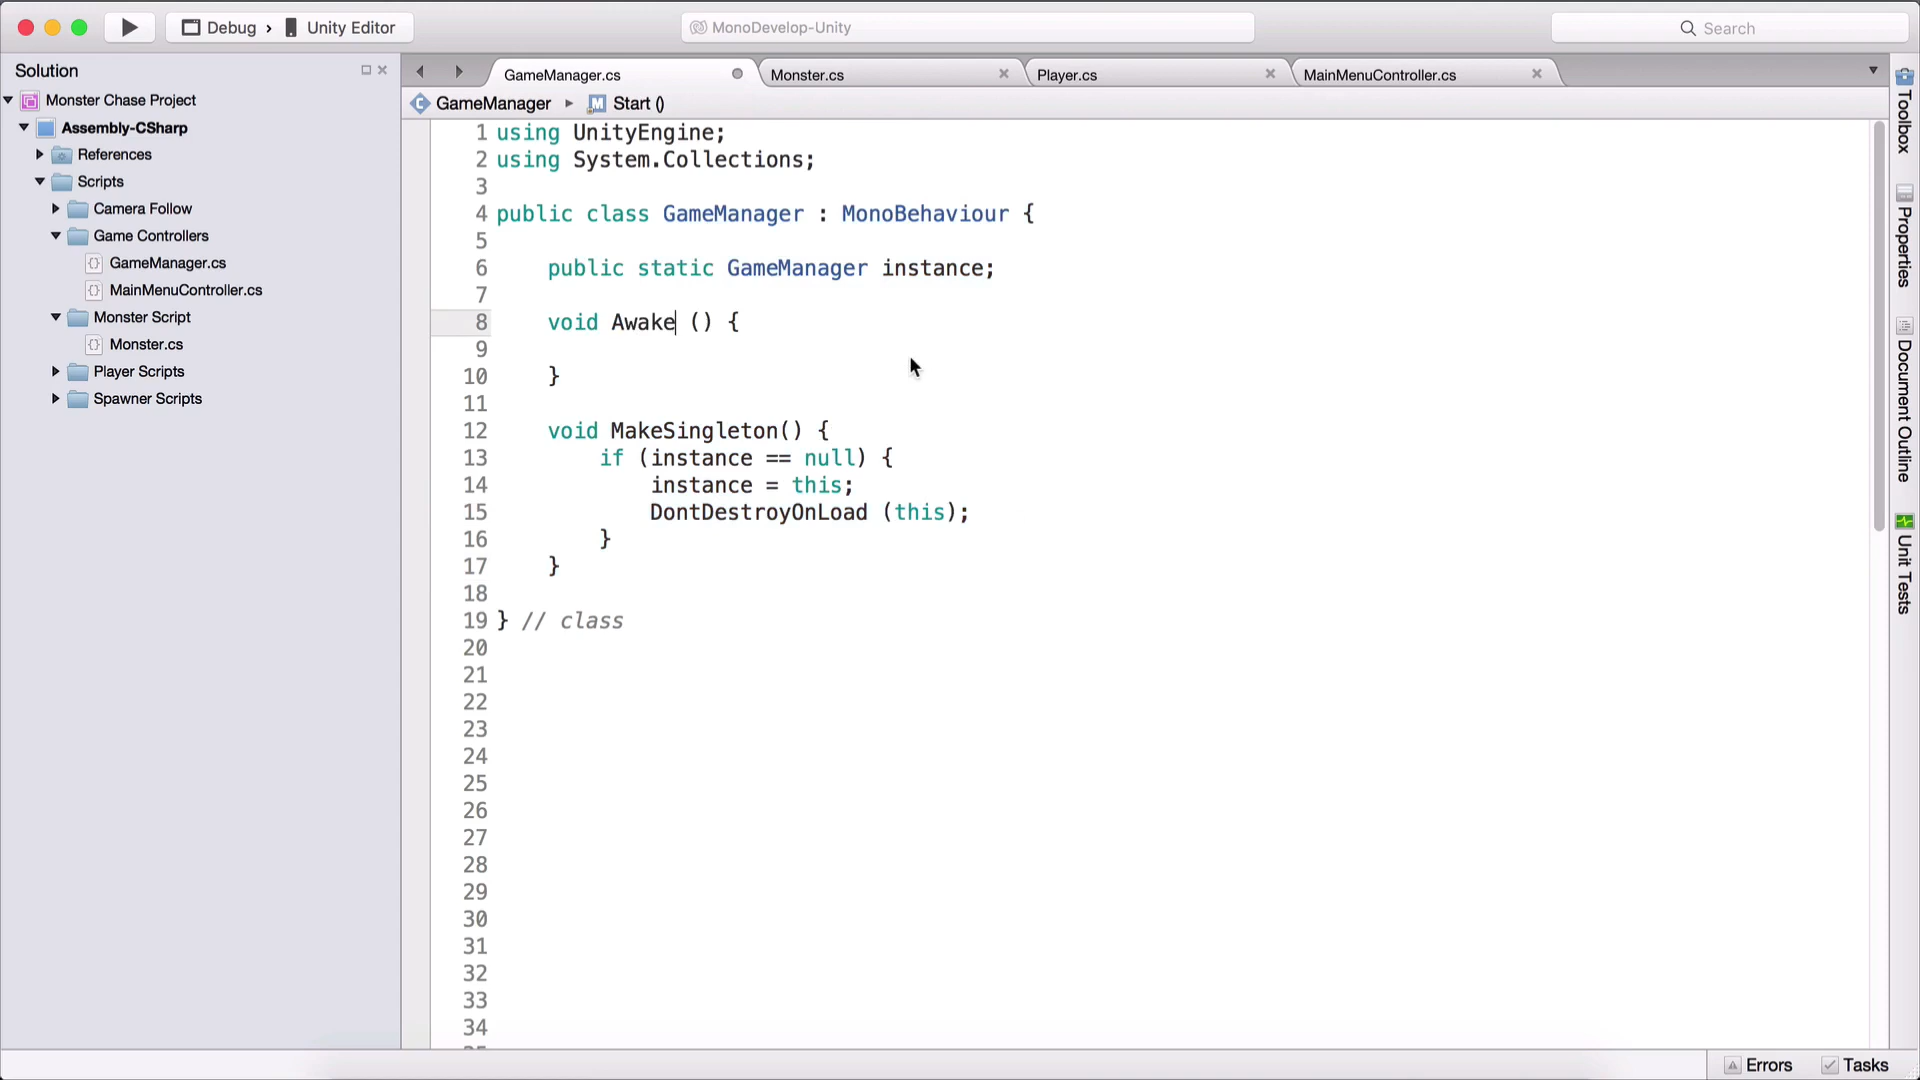 Debug › Unity Editor
MonoDevelop-Unity
Search
Solution
Monster Chase Project
Assembly-CSharp
References
Scripts
Camera Follow
Game Controllers
GameManager.cs
MainMenuController.cs
Monster Script
Monster.cs
Player Scripts
Spawner Scripts
GameManager.cs
Monster.cs
Player.cs
MainMenuController.cs
GameManager ▸ M Start ()
1 using UnityEngine;
2 using System.Collections;
3
4 public class GameManager : MonoBehaviour {
5
6 public static GameManager instance;
7
8 void Awake () {
9
10 }
11
12 void MakeSingleton() {
13 if (instance == null) {
14 instance = this;
15 DontDestroyOnLoad (this);
16 }
17 }
18
19 } // class
20
21
22
23
24
25
26
27
28
29
30
31
32
33
34
Toolbox
Properties
Document Outline
Unit Tests
Errors
Tasks